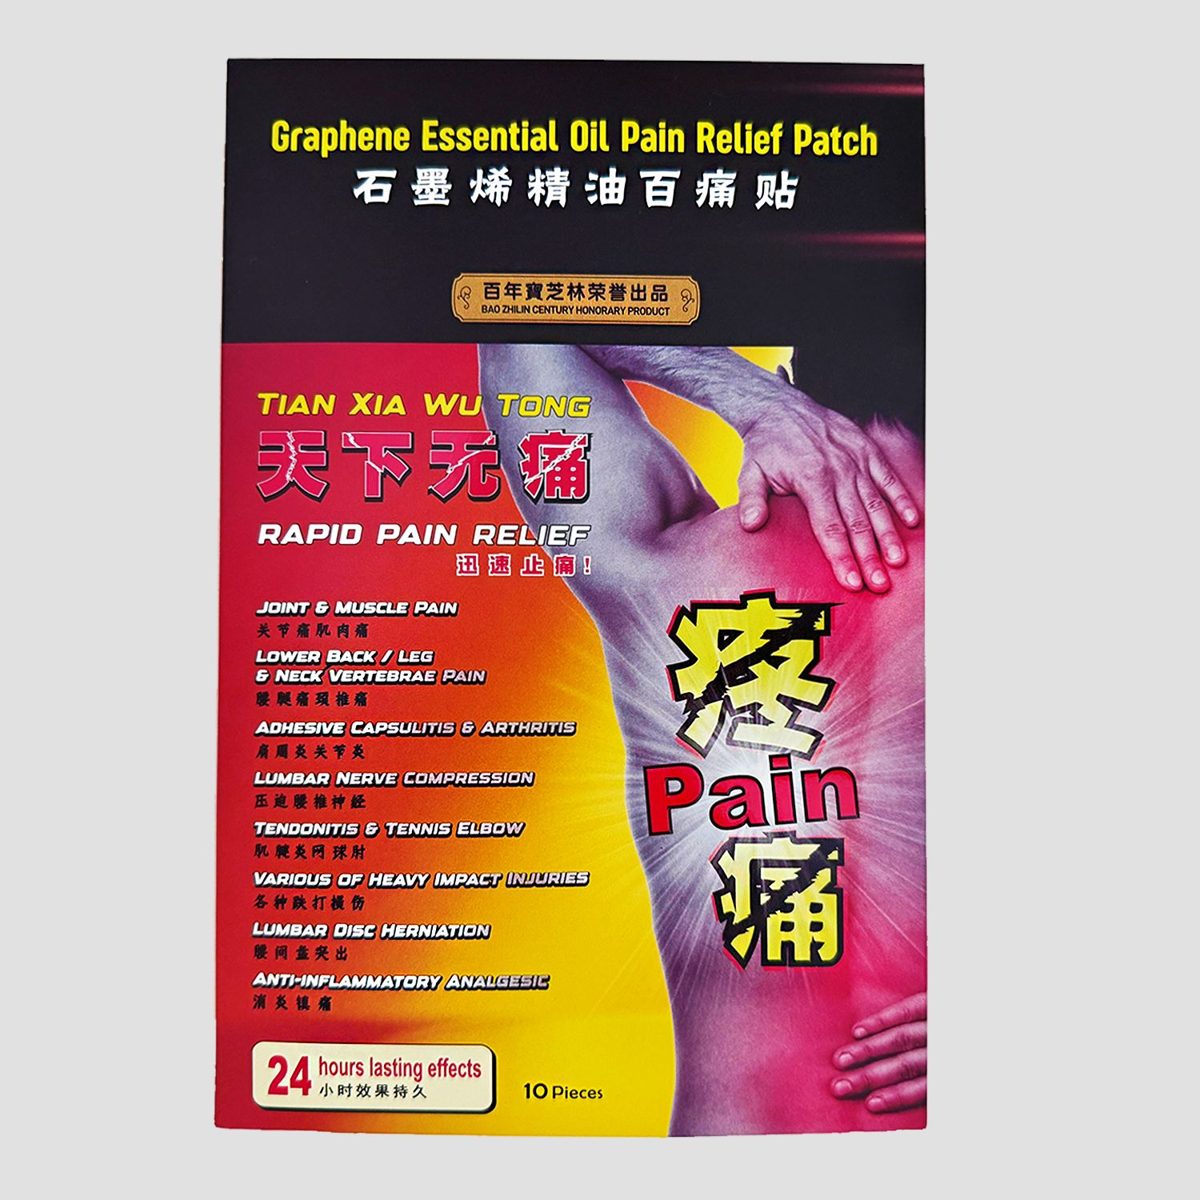 Graphene Essential Oil Pain Relief Patch
石墨烯精油百痛贴
百年寶芝林荣誉出品
BAO ZHILIN CENTURY HONORARY PRODUCT
TIAN XIA WU TONG
天下无痛
RAPID PAIN RELIEF
迅速止痛!
JOINT & MUSCLE PAIN
关节痛肌肉痛
LOWER BACK / LEG
& NECK VERTEBRAE PAIN
腰腿痛颈椎痛
ADHESIVE CAPSULITIS & ARTHRITIS
肩周炎关节炎
LUMBAR NERVE COMPRESSION
压迫腰椎神经
TENDONITIS & TENNIS ELBOW
肌腱炎网球肘
VARIOUS OF HEAVY IMPACT INJURIES
各种跌打损伤
LUMBAR DISC HERNIATION
腰间盘突出
ANTI-INFLAMMATORY ANALGESIC
消炎镇痛
疼
Pain
痛
24 hours lasting effects
小时效果持久
10 Pieces